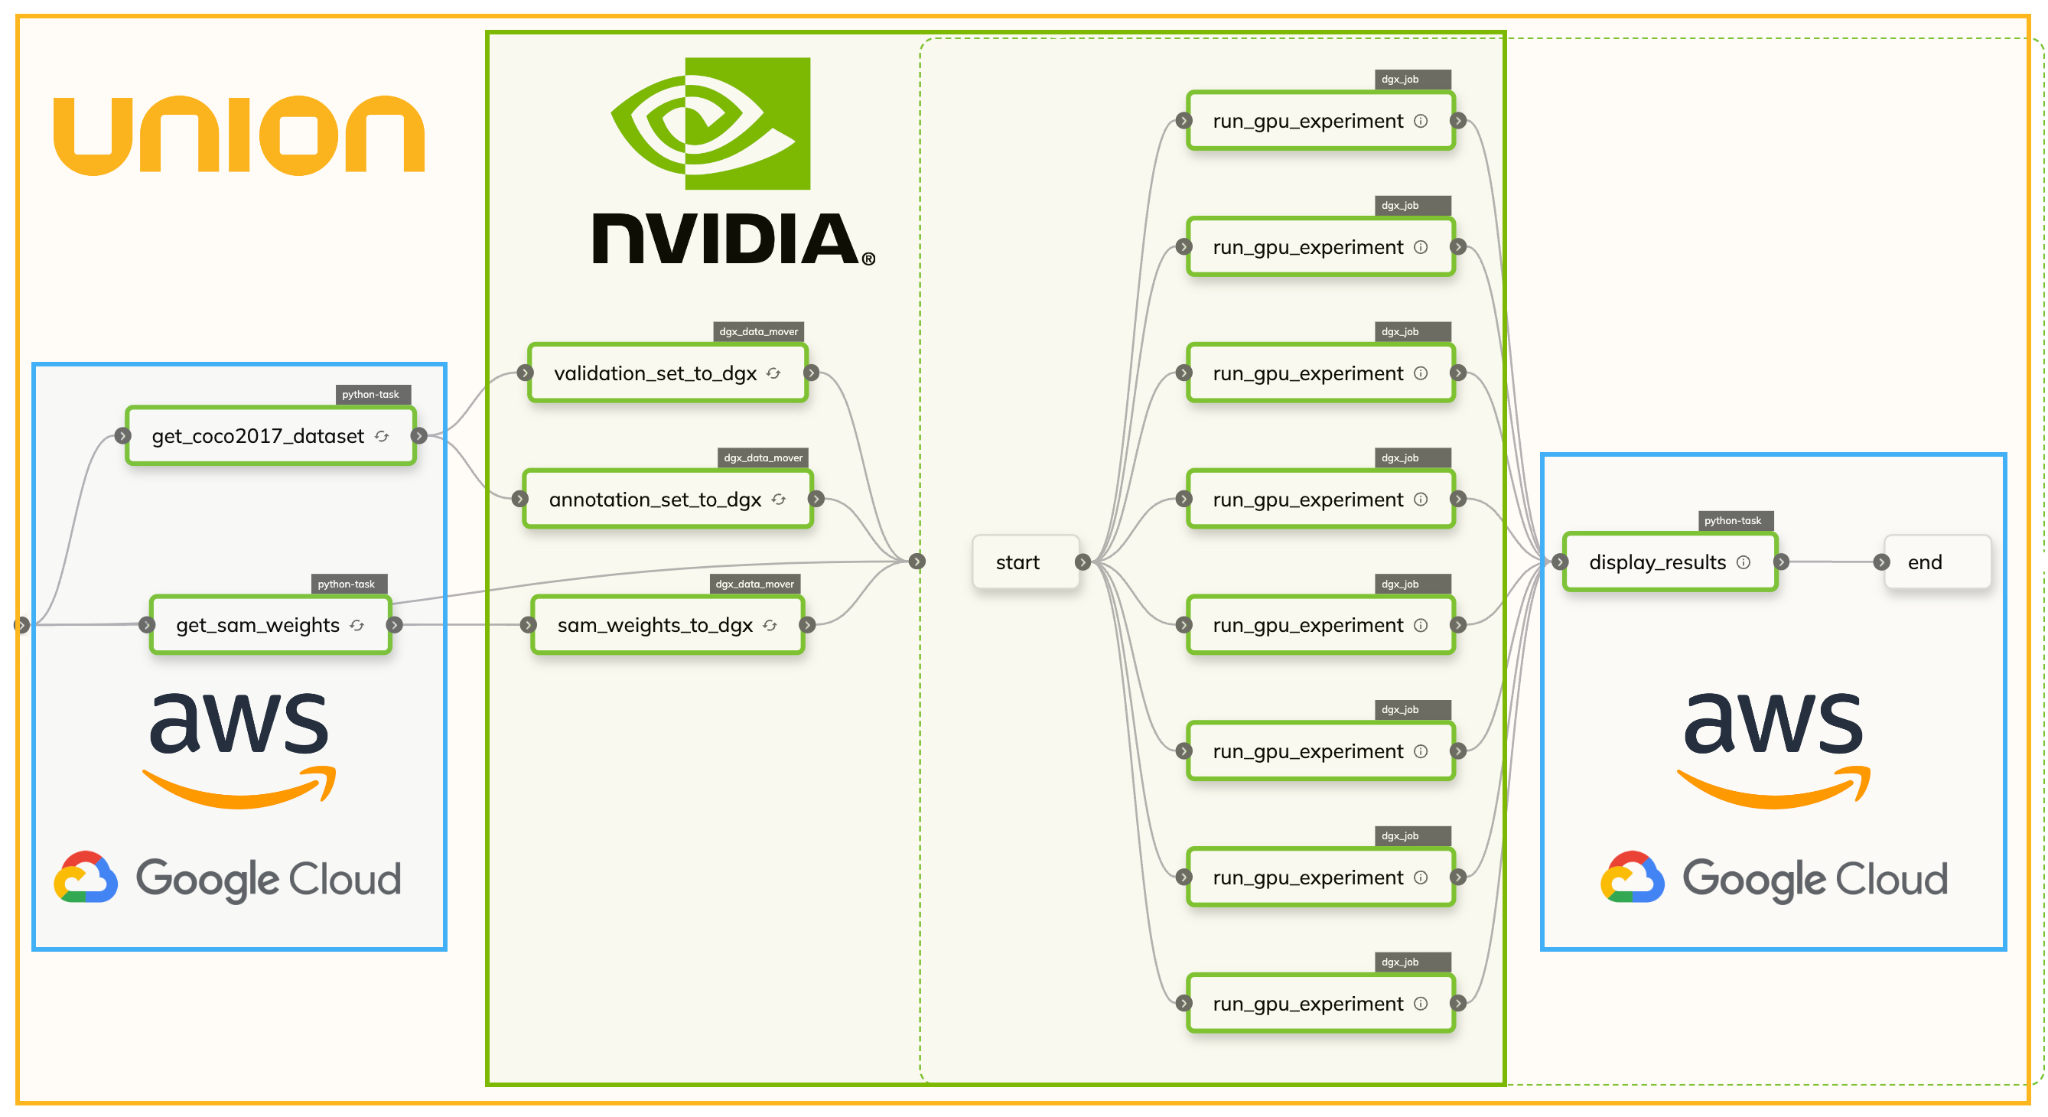 UNION
NVIDIA®
python-task
get_coco2017_dataset
python-task
get_sam_weights
aws
Google Cloud
dgx_data_mover
validation_set_to_dgx
dgx_data_mover
annotation_set_to_dgx
dgx_data_mover
sam_weights_to_dgx
start
dgx_job
run_gpu_experiment
dgx_job
run_gpu_experiment
dgx_job
run_gpu_experiment
dgx_job
run_gpu_experiment
dgx_job
run_gpu_experiment
dgx_job
run_gpu_experiment
dgx_job
run_gpu_experiment
dgx_job
run_gpu_experiment
python-task
display_results
end
aws
Google Cloud